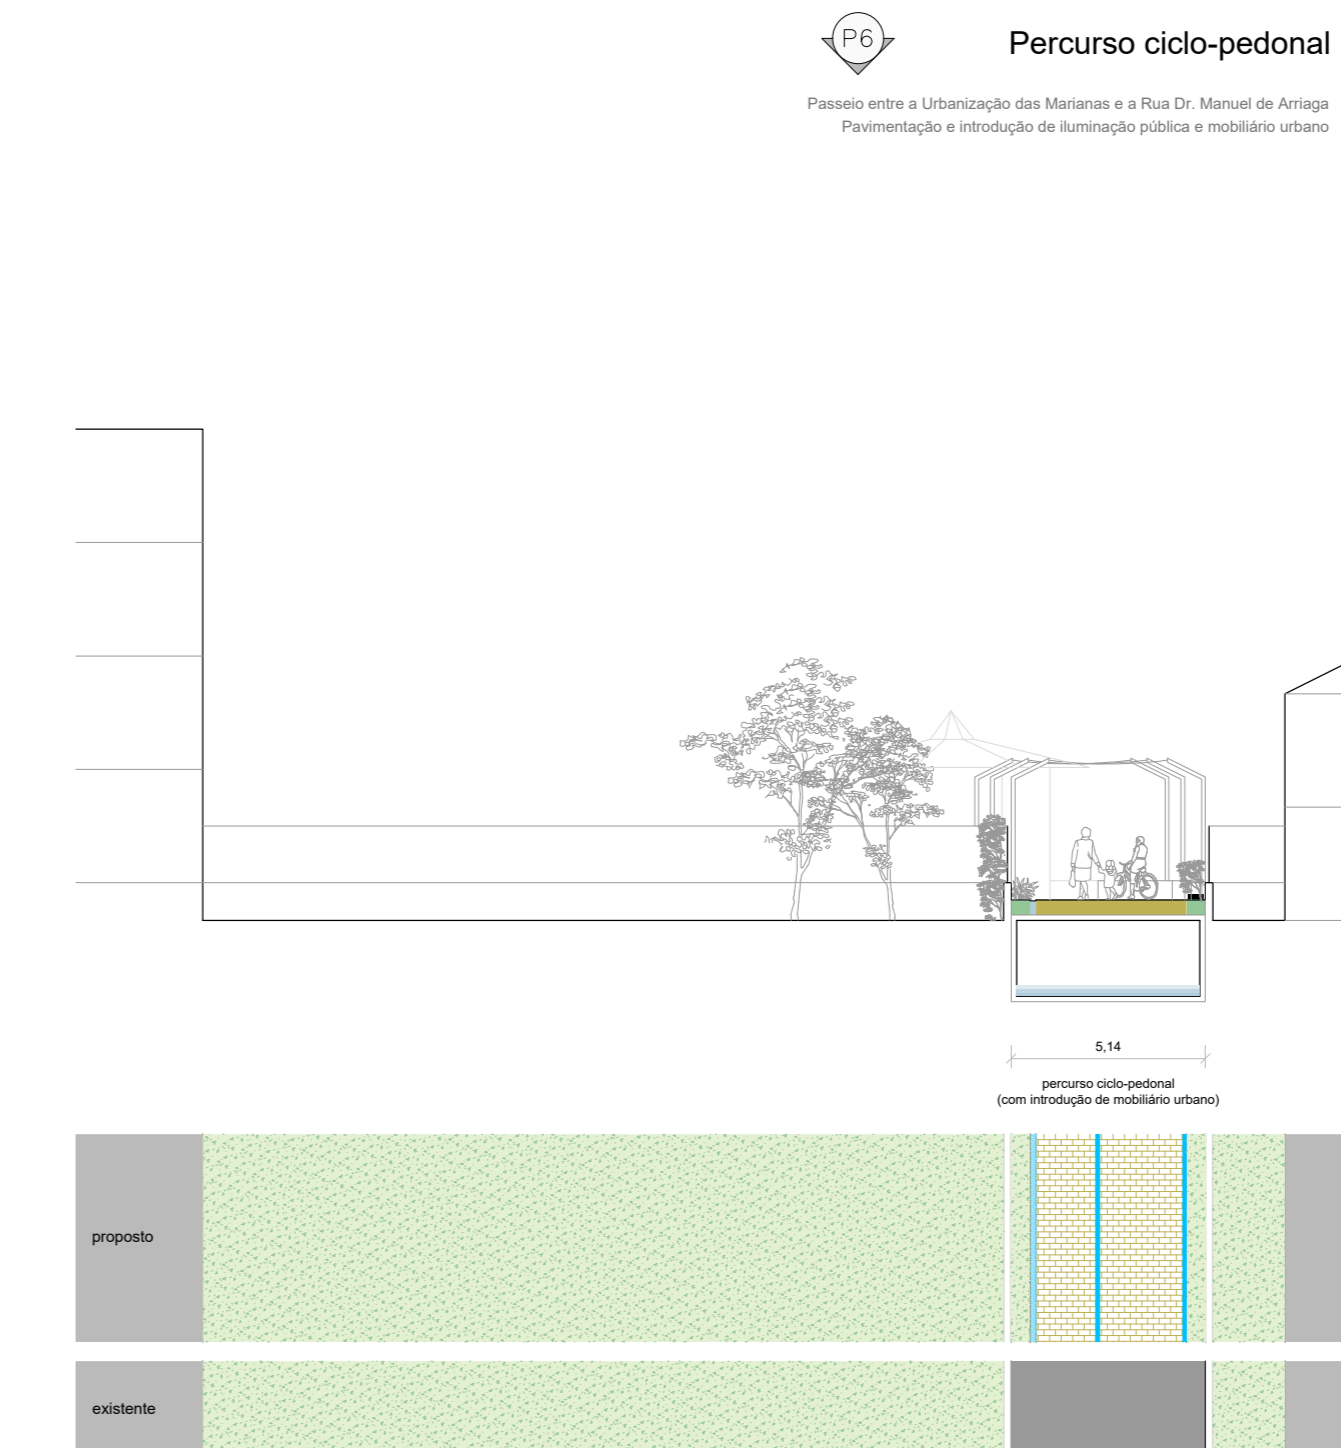 P6
Percurso ciclo-pedonal
Passeio entre a Urbanização das Marianas e a Rua Dr. Manuel de Arriaga
Pavimentação e introdução de iluminação pública e mobiliário urbano
5,14
percurso ciclo-pedonal
(com introdução de mobiliário urbano)
proposto
existente